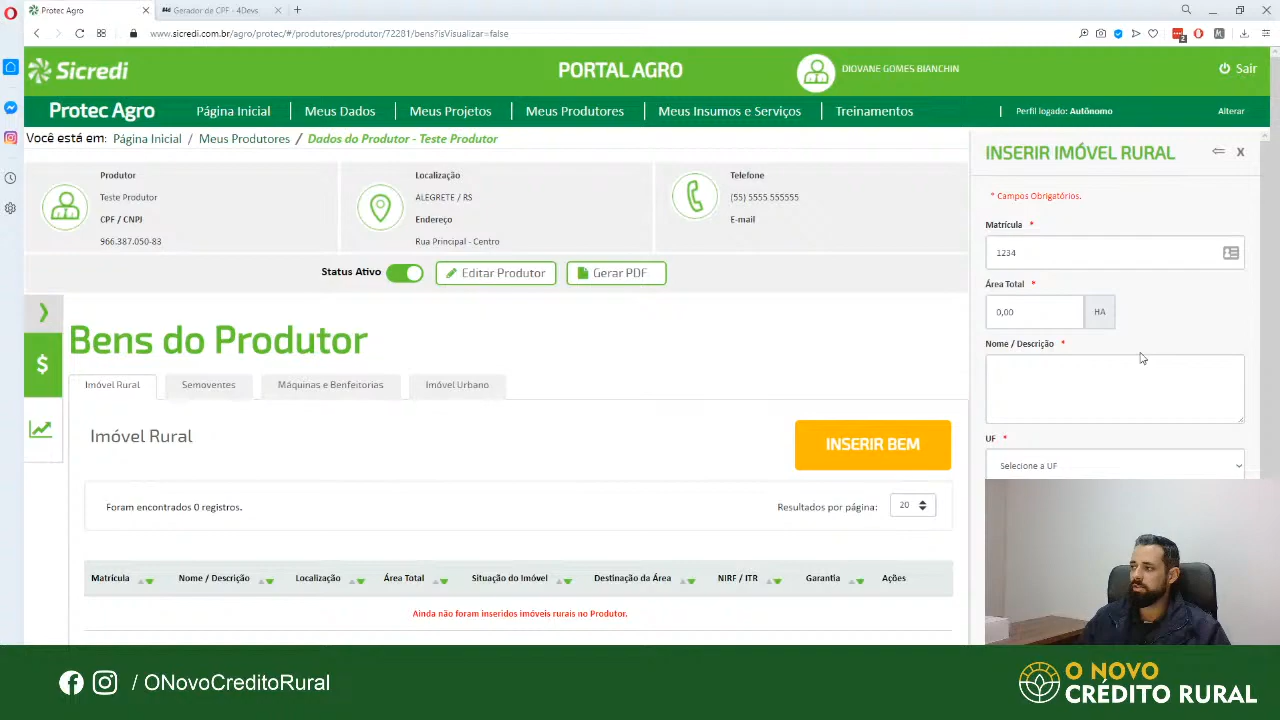 Protec Agro
Gerador de CPF - 4Devs
www.sicredi.com.br/agro/protec/#/produtores/produtor/72281/bens?isVisualizar=false
Sicredi
PORTAL AGRO
DIOVANE GOMES BIANCHIN
Sair
Protec Agro
Página Inicial
Meus Dados
Meus Projetos
Meus Produtores
Meus Insumos e Serviços
Treinamentos
Perfil logado: Autônomo
Alterar
Você está em: Página Inicial / Meus Produtores / Dados do Produtor - Teste Produtor
Produtor
Teste Produtor
CPF / CNPJ
966.387.050-83
Localização
ALEGRETE / RS
Endereço
Rua Principal - Centro
Telefone
(55) 5555 555555
E-mail
Status Ativo
Editar Produtor
Gerar PDF
$
Bens do Produtor
Imóvel Rural
Semoventes
Máquinas e Benfeitorias
Imóvel Urbano
Imóvel Rural
INSERIR BEM
Foram encontrados 0 registros.
Resultados por página:
20
Matrícula
Nome / Descrição
Localização
Área Total
Situação do Imóvel
Destinação da Área
NIRF / ITR
Garantia
Ações
Ainda não foram inseridos imóveis rurais no Produtor.
INSERIR IMÓVEL RURAL
X
* Campos Obrigatórios.
Matrícula *
1234
Área Total *
0,00
HA
Nome / Descrição *
UF *
Selecione a UF
/ ONovoCreditoRural
O NOVO
CRÉDITO RURAL